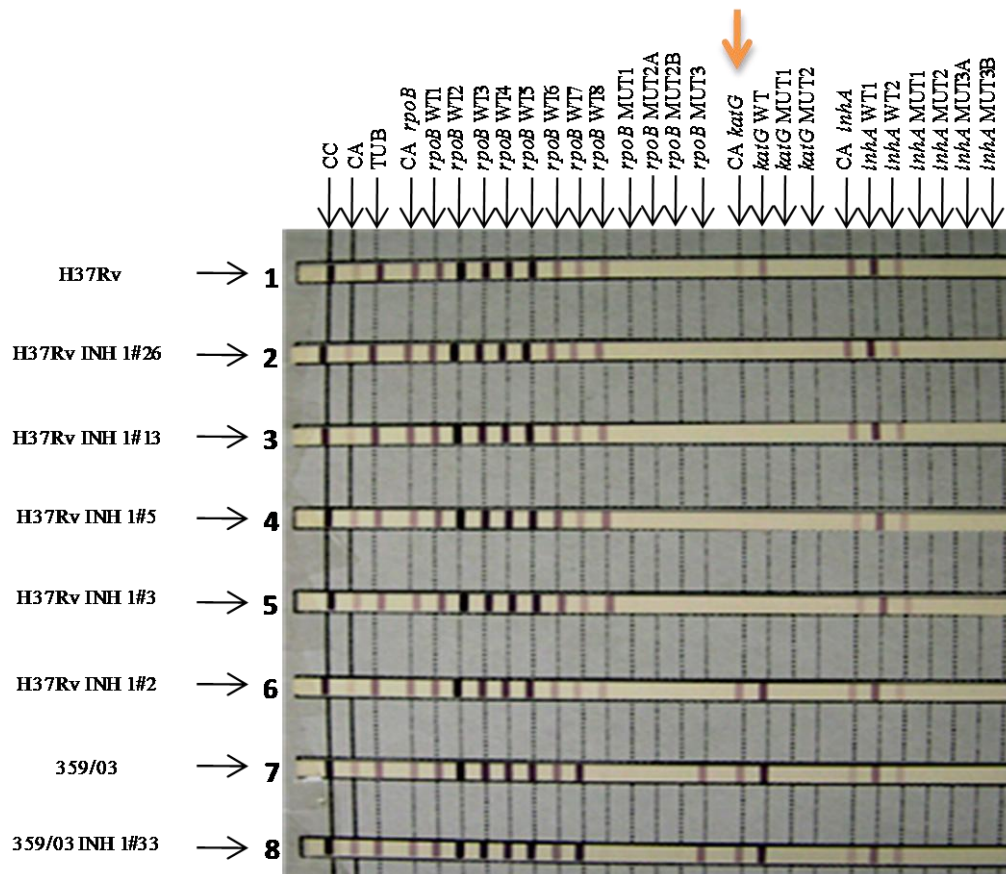 CC
CA
TUB
CA rpoB
rpoB WT1
rpoB WT2
rpoB WT3
rpoB WT4
rpoB WT5
rpoB WT6
rpoB WT7
rpoB WT8
rpoB MUT1
rpoB MUT2A
rpoB MUT2B
rpoB MUT3
CA katG
katG WT
katG MUT1
katG MUT2
CA inhA
inhA WT1
inhA WT2
inhA MUT1
inhA MUT2
inhA MUT3A
inhA MUT3B
H37Rv 1
H37Rv INH 1#26 2
H37Rv INH 1#13 3
H37Rv INH 1#5 4
H37Rv INH 1#3 5
H37Rv INH 1#2 6
359/03 7
359/03 INH 1#33 8